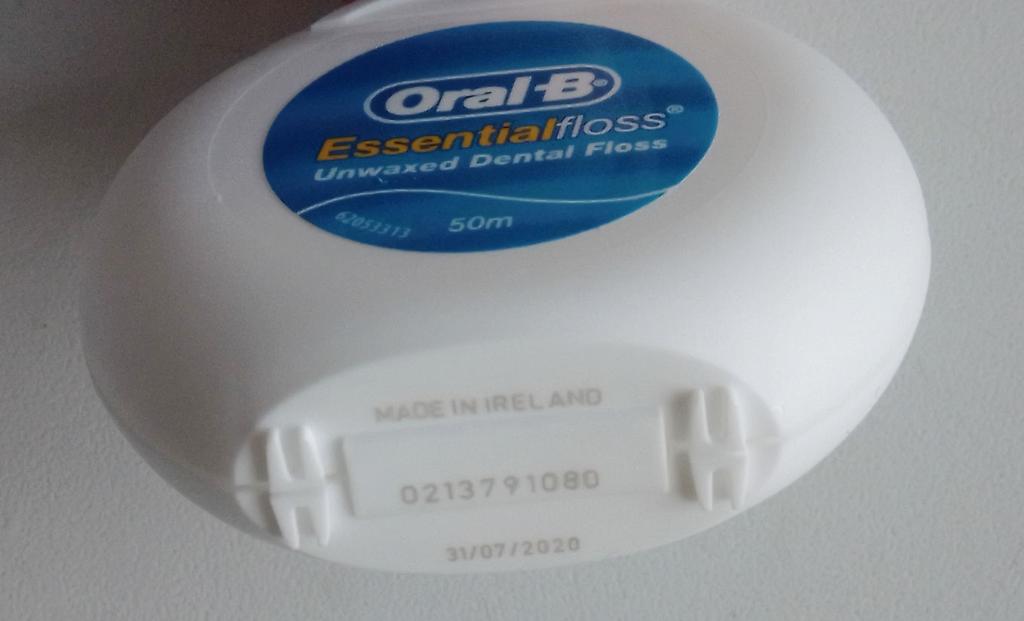 Oral-B®
Essentialfloss®
Unwaxed Dental Floss
62053313
50m
MADE IN IRELAND
0213791080
31/07/2020